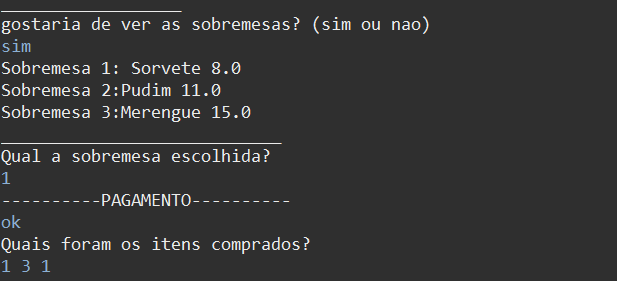 __________________
gostaria de ver as sobremesas? (sim ou nao)
sim
Sobremesa 1: Sorvete 8.0
Sobremesa 2:Pudim 11.0
Sobremesa 3:Merengue 15.0
____________________________
Qual a sobremesa escolhida?
1
----------PAGAMENTO----------
ok
Quais foram os itens comprados?
1 3 1